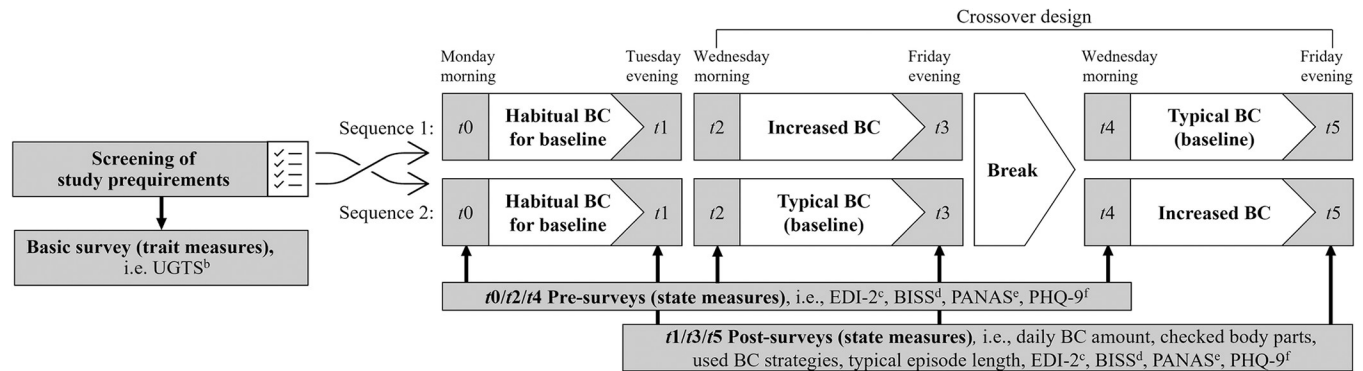 Crossover design
Monday morning
Tuesday evening
Wednesday morning
Friday evening
Wednesday morning
Friday evening
Sequence 1:
t0
Habitual BC
for baseline
t1
t2
Increased BC
t3
Break
t4
Typical BC
(baseline)
t5
Screening of
study prequirements
Sequence 2:
t0
Habitual BC
for baseline
t1
t2
Typical BC
(baseline)
t3
t4
Increased BC
t5
Basic survey (trait measures),
i.e. UGTSᵇ
t0/t2/t4 Pre-surveys (state measures), i.e., EDI-2ᶜ, BISSᵈ, PANASᵉ, PHQ-9ᶠ
t1/t3/t5 Post-surveys (state measures), i.e., daily BC amount, checked body parts,
used BC strategies, typical episode length, EDI-2ᶜ, BISSᵈ, PANASᵉ, PHQ-9ᶠ